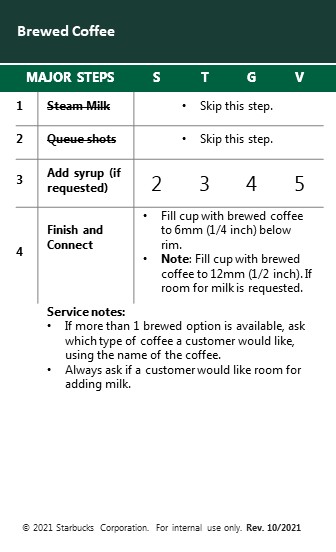 Brewed Coffee
MAJOR STEPS S T G V
1 Steam Milk • Skip this step.
2 Queue shots • Skip this step.
3 Add syrup (if
requested) 2 3 4 5
4 Finish and
Connect
• Fill cup with brewed coffee
to 6mm (1/4 inch) below
rim.
• Note: Fill cup with brewed
coffee to 12mm (1/2 inch). If
room for milk is requested.
Service notes:
• If more than 1 brewed option is available, ask
which type of coffee a customer would like,
using the name of the coffee.
• Always ask if a customer would like room for
adding milk.
© 2021 Starbucks Corporation. For internal use only. Rev. 10/2021